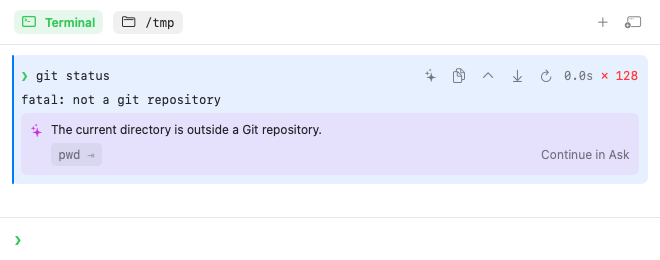 Terminal /tmp
❯ git status 0.0s × 128
fatal: not a git repository
The current directory is outside a Git repository.
pwd ⇥ Continue in Ask
❯